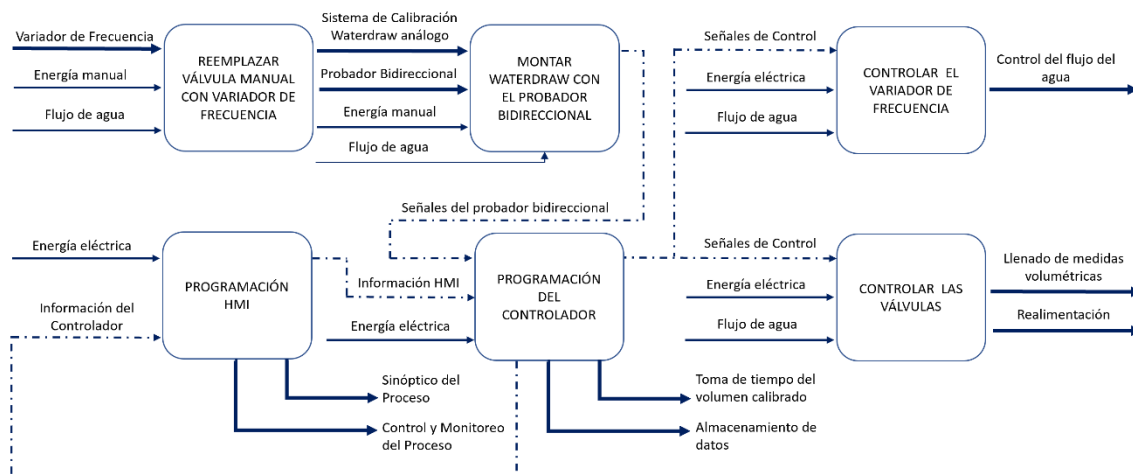 Variador de Frecuencia
Energía manual
Flujo de agua
REEMPLAZAR
VÁLVULA MANUAL
CON VARIADOR DE
FRECUENCIA
Sistema de Calibración
Waterdraw análogo
Probador Bidireccional
Energía manual
Flujo de agua
MONTAR
WATERDRAW CON
EL PROBADOR
BIDIRECCIONAL
Señales de Control
Energía eléctrica
Flujo de agua
CONTROLAR EL
VARIADOR DE
FRECUENCIA
Control del flujo del
agua
Señales del probador bidireccional
Energía eléctrica
Información del
Controlador
PROGRAMACIÓN
HMI
Información HMI
Energía eléctrica
PROGRAMACIÓN
DEL
CONTROLADOR
Señales de Control
Energía eléctrica
Flujo de agua
CONTROLAR LAS
VÁLVULAS
Llenado de medidas
volumétricas
Realimentación
Sinóptico del
Proceso
Control y Monitoreo
del Proceso
Toma de tiempo del
volumen calibrado
Almacenamiento de
datos